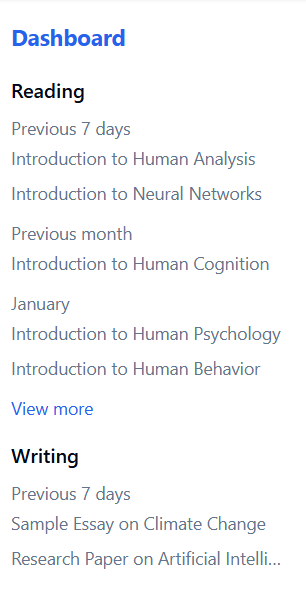 Dashboard
Reading
Previous 7 days
Introduction to Human Analysis
Introduction to Neural Networks
Previous month
Introduction to Human Cognition
January
Introduction to Human Psychology
Introduction to Human Behavior
View more
Writing
Previous 7 days
Sample Essay on Climate Change
Research Paper on Artificial Intelli...